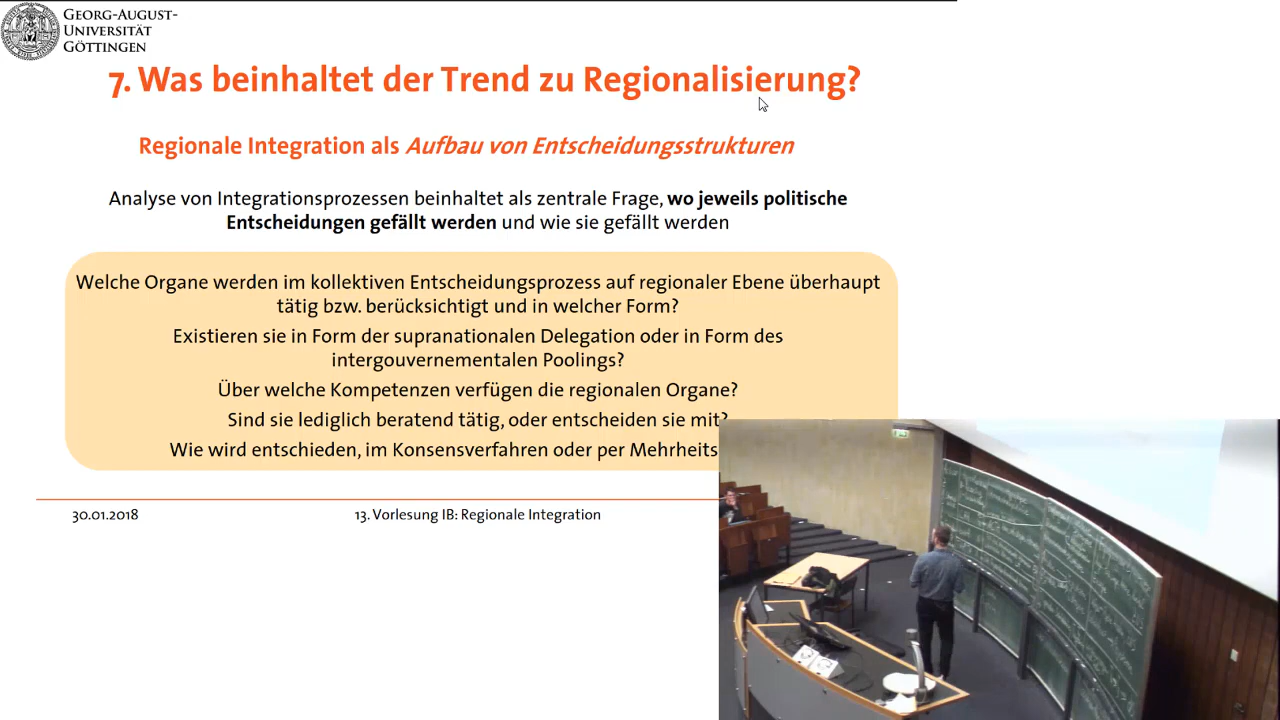 GEORG-AUGUST-
UNIVERSITÄT
GÖTTINGEN
7. Was beinhaltet der Trend zu Regionalisierung?
Regionale Integration als Aufbau von Entscheidungsstrukturen
Analyse von Integrationsprozessen beinhaltet als zentrale Frage, wo jeweils politische
Entscheidungen gefällt werden und wie sie gefällt werden
Welche Organe werden im kollektiven Entscheidungsprozess auf regionaler Ebene überhaupt
tätig bzw. berücksichtigt und in welcher Form?
Existieren sie in Form der supranationalen Delegation oder in Form des
intergouvernementalen Poolings?
Über welche Kompetenzen verfügen die regionalen Organe?
Sind sie lediglich beratend tätig, oder entscheiden sie mit?
Wie wird entschieden, im Konsensverfahren oder per Mehrheits
30.01.2018
13. Vorlesung IB: Regionale Integration